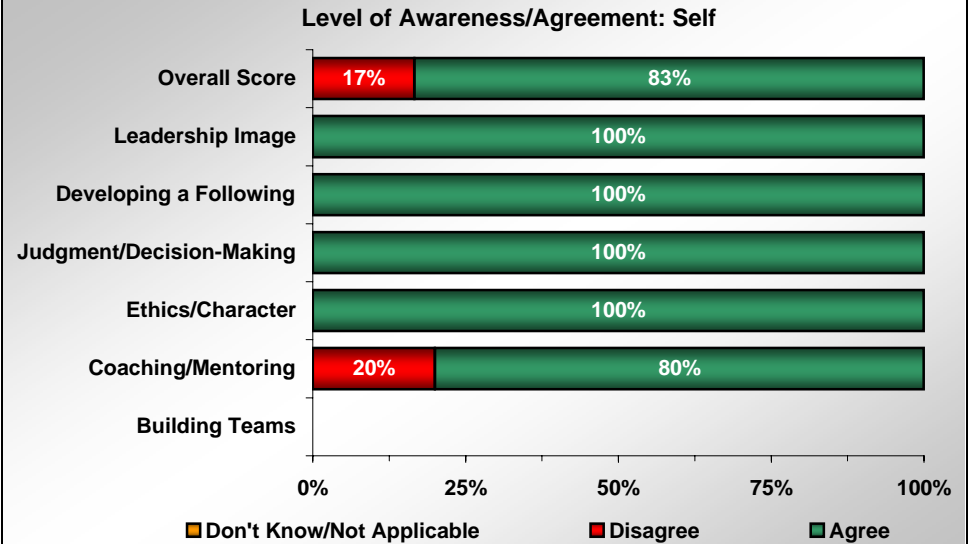 Level of Awareness/Agreement: Self
Overall Score 17% 83%
Leadership Image 100%
Developing a Following 100%
Judgment/Decision-Making 100%
Ethics/Character 100%
Coaching/Mentoring 20% 80%
Building Teams
0% 25% 50% 75% 100%
Don't Know/Not Applicable Disagree Agree